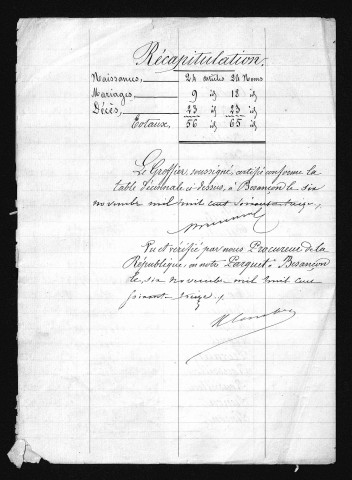 Récapitulation.
Naissances, 24 actes 24 Noms
Mariages, 9 id 18 id
Décès, 23 id 23 id
Totaux, 56 id 65 id
Le Greffier soussigné, certifie conforme la
table décennale ci-dessus, à Besançon le six
novembre mil huit cent soixante treize,
Vu et vérifié par nous Procureur de la
République en notre Parquet à Besançon
le six novembre mil huit cent
soixante treize,